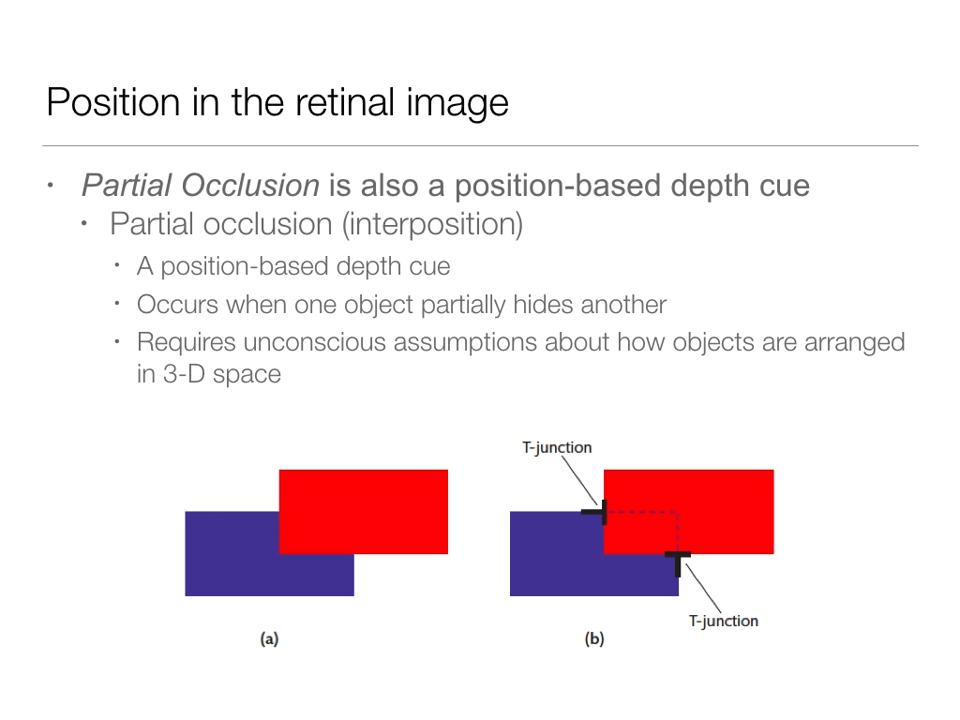 Position in the retinal image
• Partial Occlusion is also a position-based depth cue
• Partial occlusion (interposition)
• A position-based depth cue
• Occurs when one object partially hides another
• Requires unconscious assumptions about how objects are arranged
in 3-D space
T-junction
T-junction
(a)
(b)